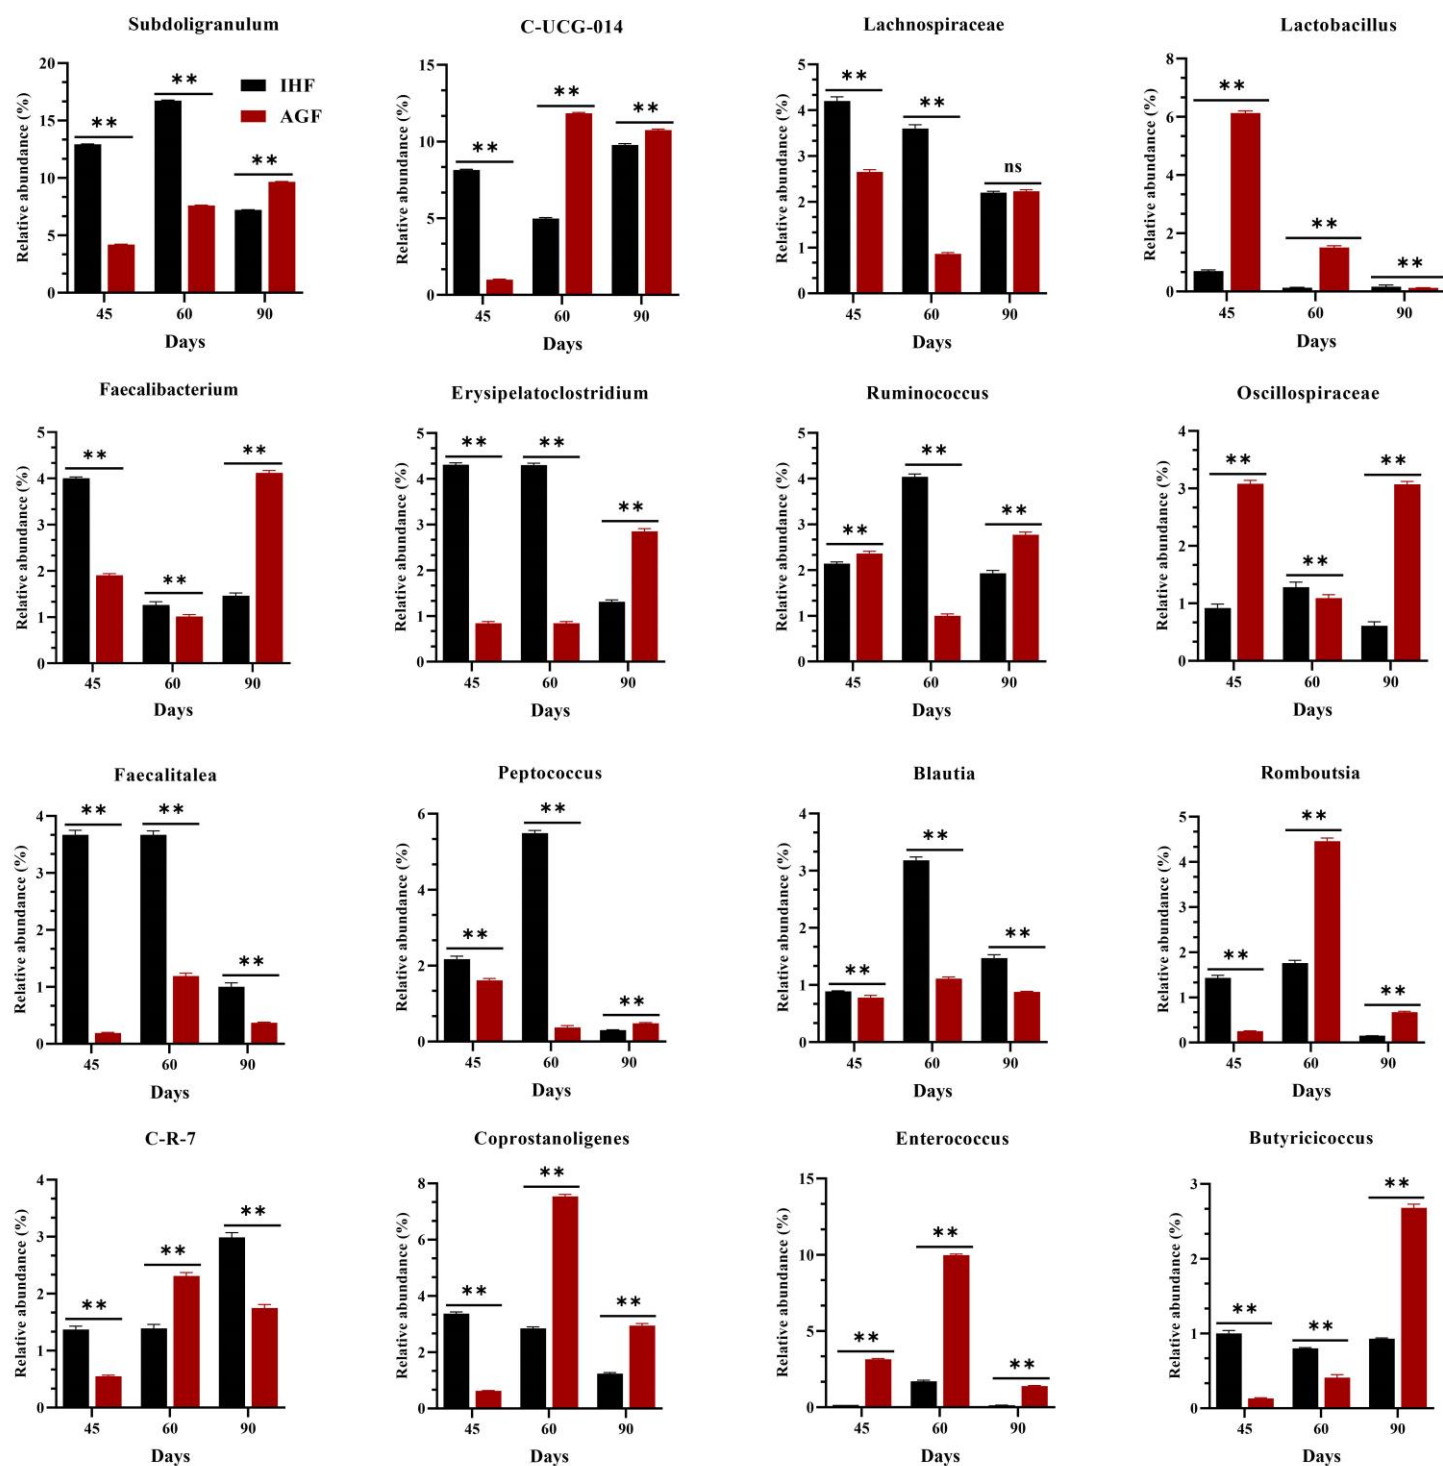 Subdoligranulum
Relative abundance (%)
20
15
10
5
0
** ** **
IHF
AGF
45 60 90
Days
C-UCG-014
Relative abundance (%)
15
10
5
0
** ** **
45 60 90
Days
Lachnospiraceae
Relative abundance (%)
5
4
3
2
1
0
** ** ns
45 60 90
Days
Lactobacillus
Relative abundance (%)
8
6
4
2
0
** ** **
45 60 90
Days
Faecalibacterium
Relative abundance (%)
5
4
3
2
1
0
** ** **
45 60 90
Days
Erysipelatoclostridium
Relative abundance (%)
5
4
3
2
1
0
** ** **
45 60 90
Days
Ruminococcus
Relative abundance (%)
5
4
3
2
1
0
** ** **
45 60 90
Days
Oscillospiraceae
Relative abundance (%)
4
3
2
1
0
** ** **
45 60 90
Days
Faecalitalea
Relative abundance (%)
4
3
2
1
0
** ** **
45 60 90
Days
Peptococcus
Relative abundance (%)
6
4
2
0
** ** **
45 60 90
Days
Blautia
Relative abundance (%)
4
3
2
1
0
** ** **
45 60 90
Days
Romboutsia
Relative abundance (%)
5
4
3
2
1
0
** ** **
45 60 90
Days
C-R-7
Relative abundance (%)
4
3
2
1
0
** ** **
45 60 90
Days
Coprostanoligenes
Relative abundance (%)
8
6
4
2
0
** ** **
45 60 90
Days
Enterococcus
Relative abundance (%)
15
10
5
0
** ** **
45 60 90
Days
Butyricicoccus
Relative abundance (%)
3
2
1
0
** ** **
45 60 90
Days